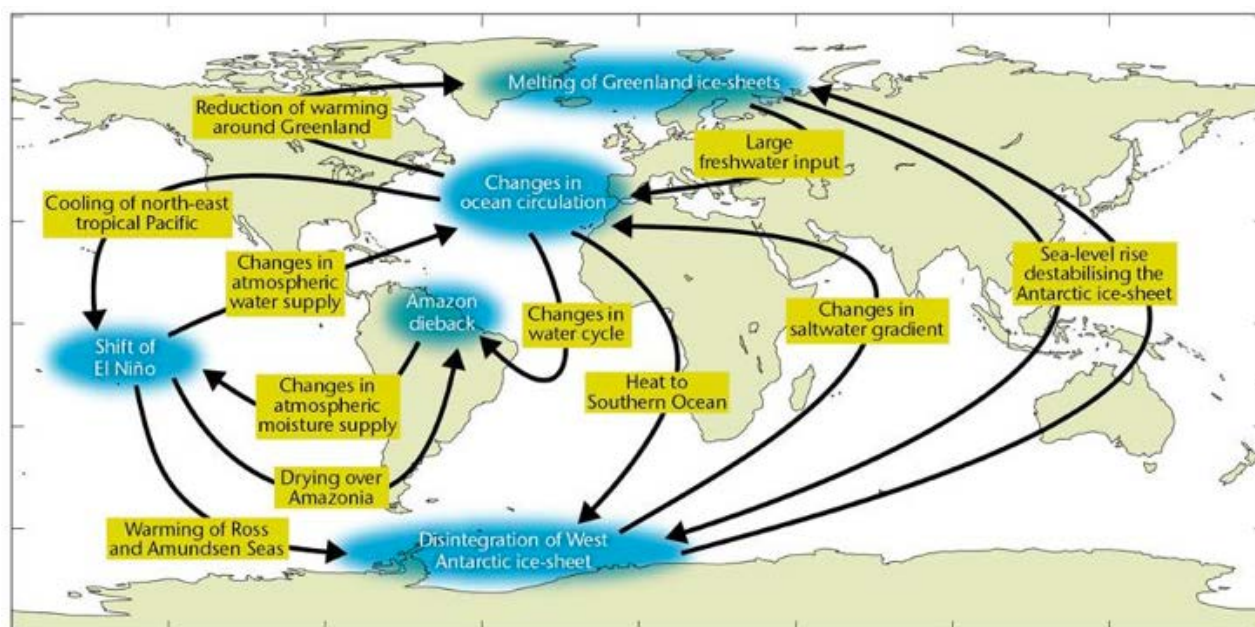 Melting of Greenland ice-sheets
Reduction of warming
around Greenland
Large
freshwater input
Changes in
ocean circulation
Cooling of north-east
tropical Pacific
Changes in
atmospheric
water supply
Sea-level rise
destabilising the
Antarctic ice-sheet
Amazon
dieback
Changes in
water cycle
Changes in
saltwater gradient
Shift of
El Niño
Changes in
atmospheric
moisture supply
Heat to
Southern Ocean
Drying over
Amazonia
Warming of Ross
and Amundsen Seas
Disintegration of West
Antarctic ice-sheet